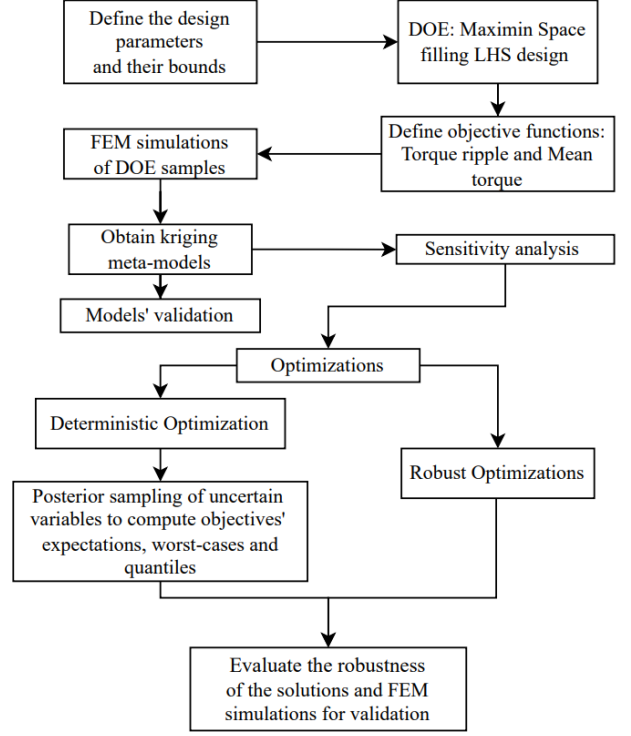 Define the design
parameters
and their bounds
DOE: Maximin Space
filling LHS design
Define objective functions:
Torque ripple and Mean
torque
FEM simulations
of DOE samples
Obtain kriging
meta-models
Sensitivity analysis
Models' validation
Optimizations
Deterministic Optimization
Robust Optimizations
Posterior sampling of uncertain
variables to compute objectives'
expectations, worst-cases and
quantiles
Evaluate the robustness
of the solutions and FEM
simulations for validation